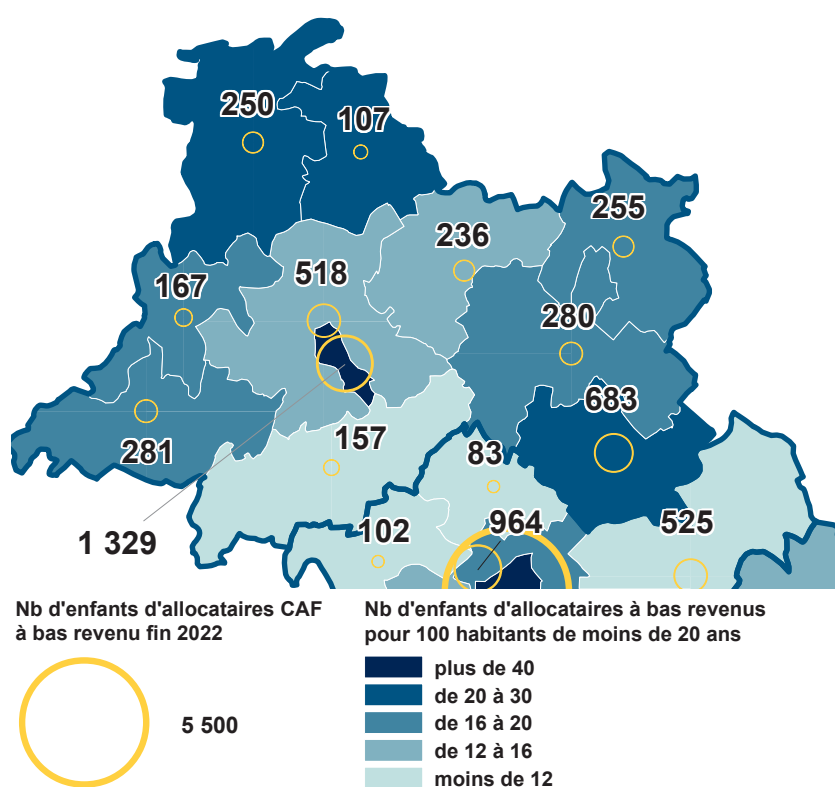 250
107
255
236
518
167
280
683
281
157
83
964
525
102
1 329
Nb d'enfants d'allocataires CAF
à bas revenu fin 2022
5 500
Nb d'enfants d'allocataires à bas revenus
pour 100 habitants de moins de 20 ans
plus de 40
de 20 à 30
de 16 à 20
de 12 à 16
moins de 12